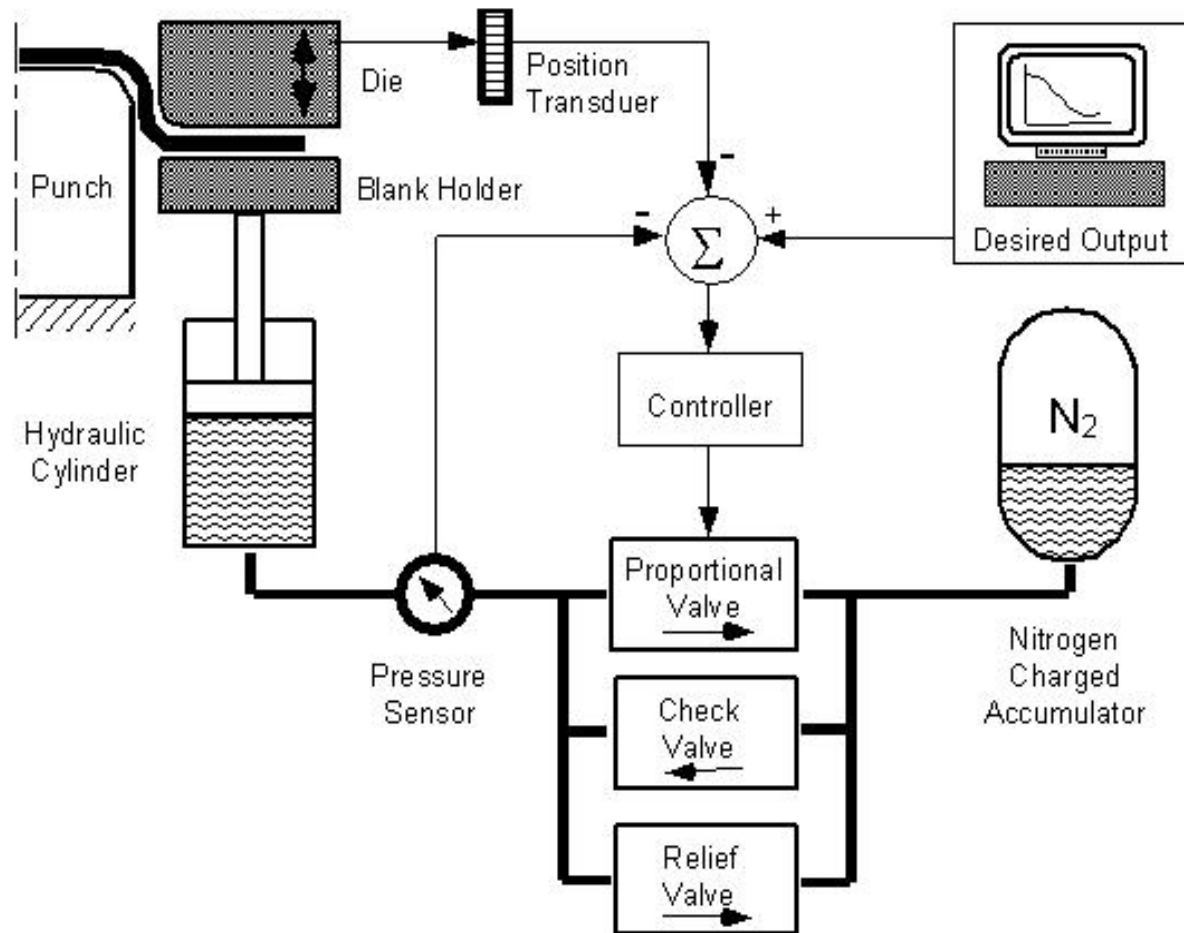 Die
Position
Transduer
Punch
Blank Holder
-
-
+
Σ
Desired Output
Controller
N2
Hydraulic
Cylinder
Proportional
Valve
Pressure
Sensor
Check
Valve
Nitrogen
Charged
Accumulator
Relief
Valve